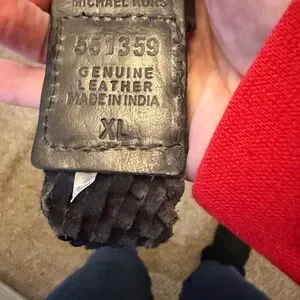 MICHAEL KORS
551359
GENUINE
LEATHER
MADE IN INDIA
XL